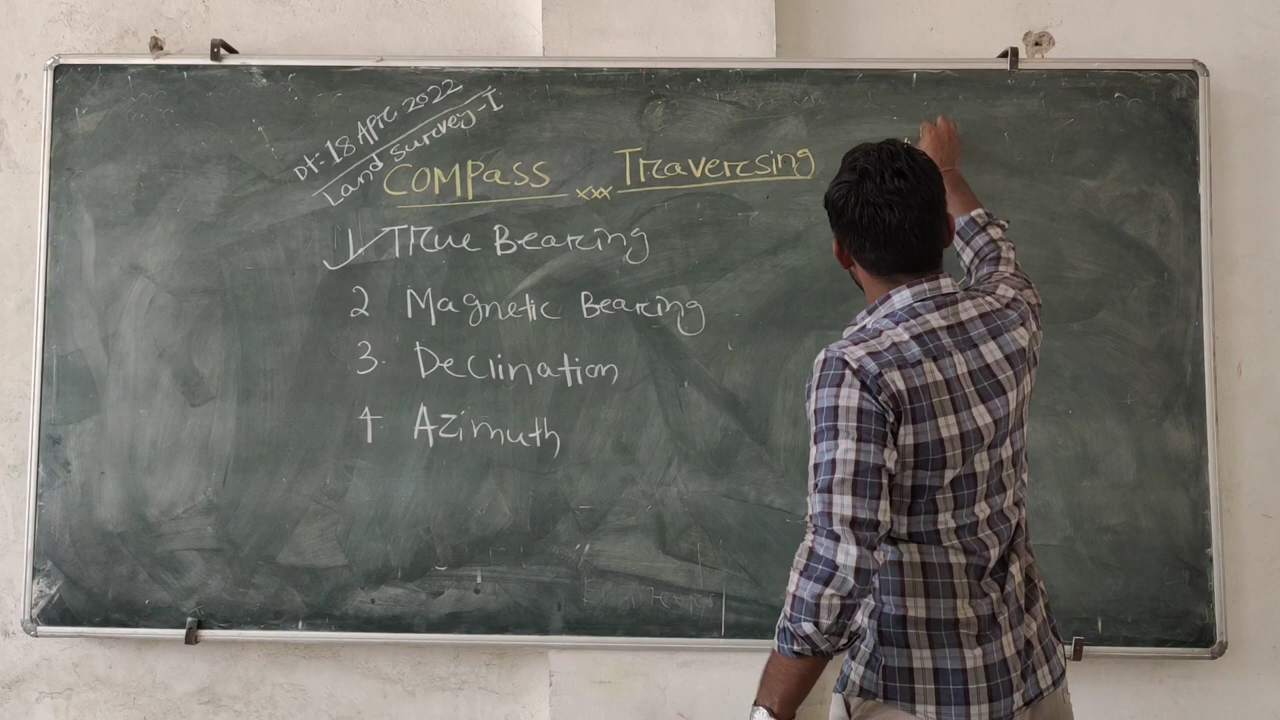 Dt:- 18 Apr 2022
Land Survey-I
COMPass xxx Traversing
1 True Bearing
2 Magnetic Bearing
3. Declination
4 Azimuth